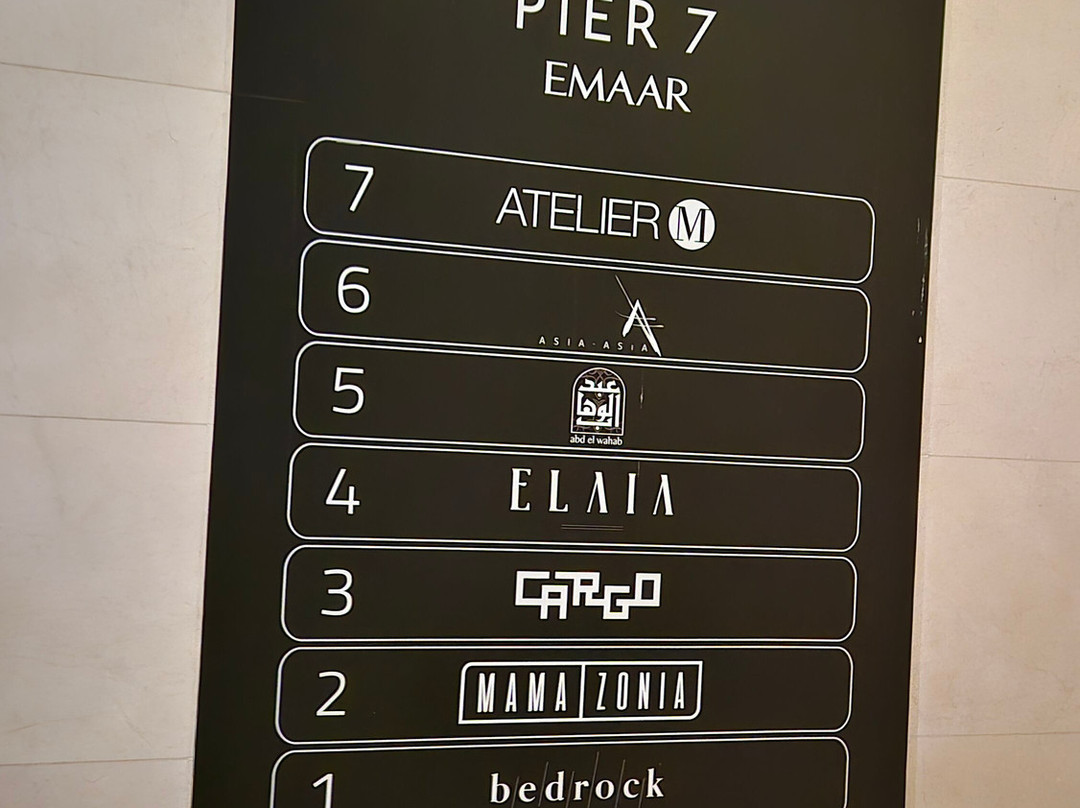 PIER 7
EMAAR
7 ATELIER M
6 A
ASIA-ASIA
5 عبد
الوهاب
abd el wahab
4 ELAIA
3 CARGO
2 MAMA ZONIA
1 bedrock